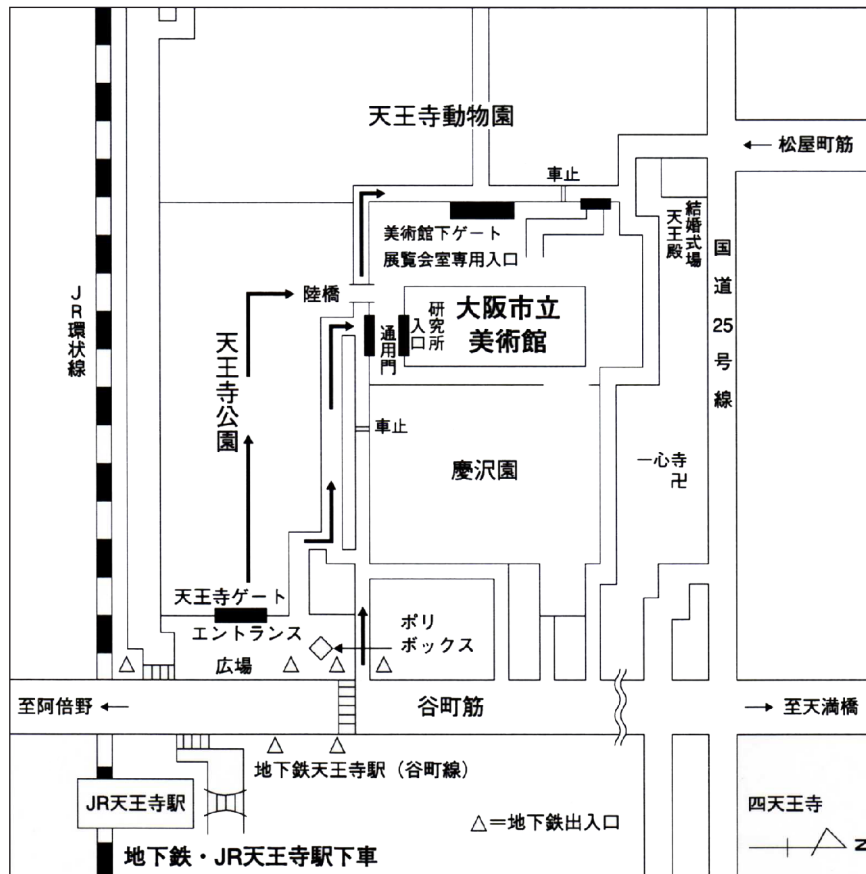 天王寺動物園
松屋町筋
車止
結婚式場
天王殿
美術館下ゲート
展覧会室専用入口
国道25号線
JR環状線
陸橋
研究所
入口
通用門
大阪市立
美術館
天王寺公園
車止
慶沢園
一心寺
卍
天王寺ゲート
エントランス
広場
ポリ
ボックス
至阿倍野
谷町筋
至天満橋
地下鉄天王寺駅(谷町線)
JR天王寺駅
△=地下鉄出入口
四天王寺
地下鉄・JR天王寺駅下車
N